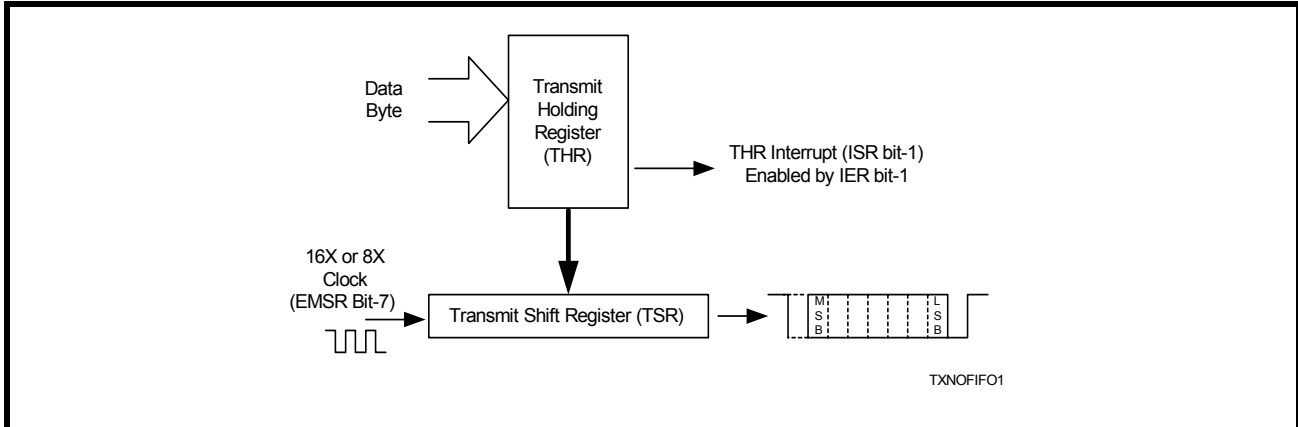 Data
Byte
Transmit
Holding
Register
(THR)
THR Interrupt (ISR bit-1)
Enabled by IER bit-1
16X or 8X
Clock
(EMSR Bit-7)
Transmit Shift Register (TSR)
M
S
B
L
S
B
TXNOFIFO1